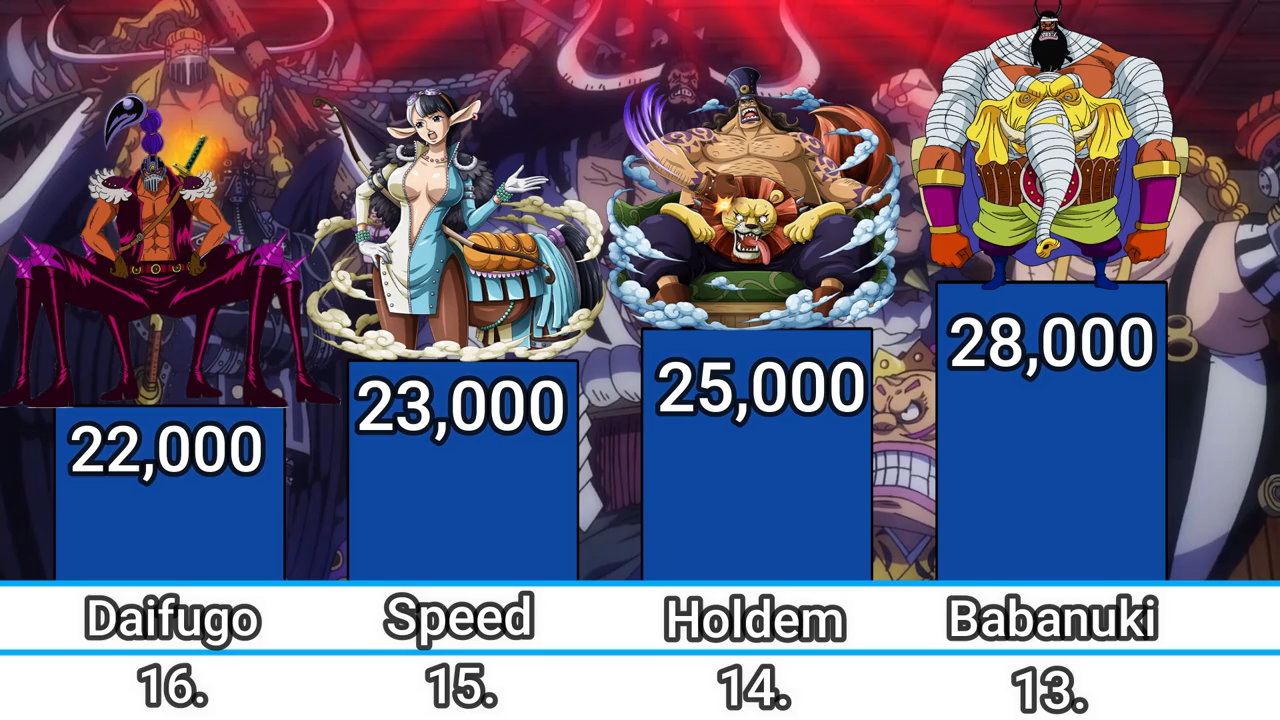 22,000
23,000
25,000
28,000
Daifugo Speed Holdem Babanuki
16. 15. 14. 13.